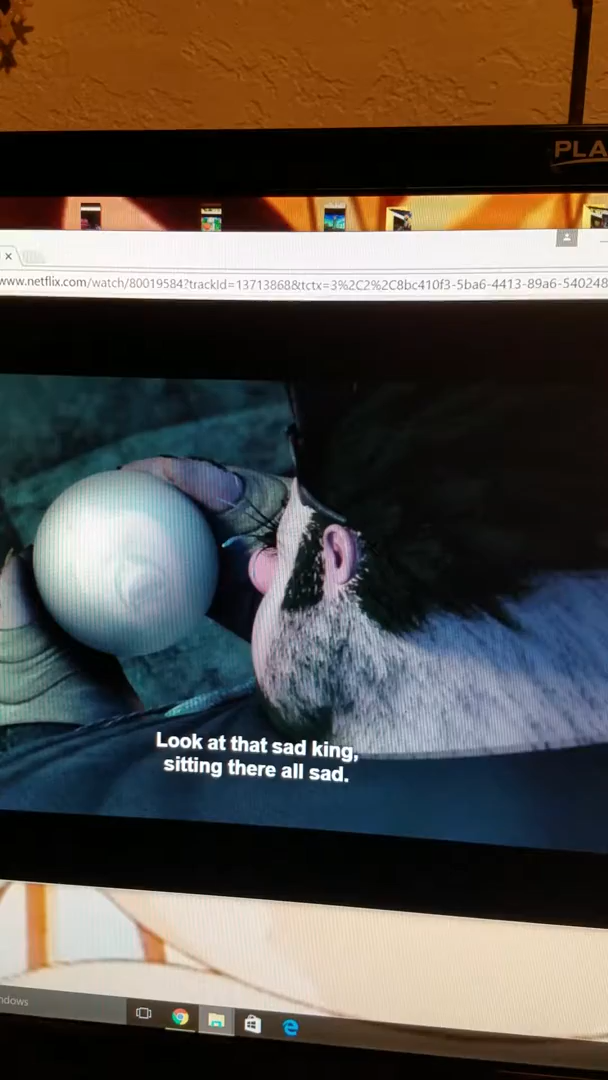 PLA
www.netflix.com/watch/80019584?trackId=13713868&tctx=3%2C2%2C8bc410f3-5ba6-4413-89a6-540248
Look at that sad king,
sitting there all sad.
ndows